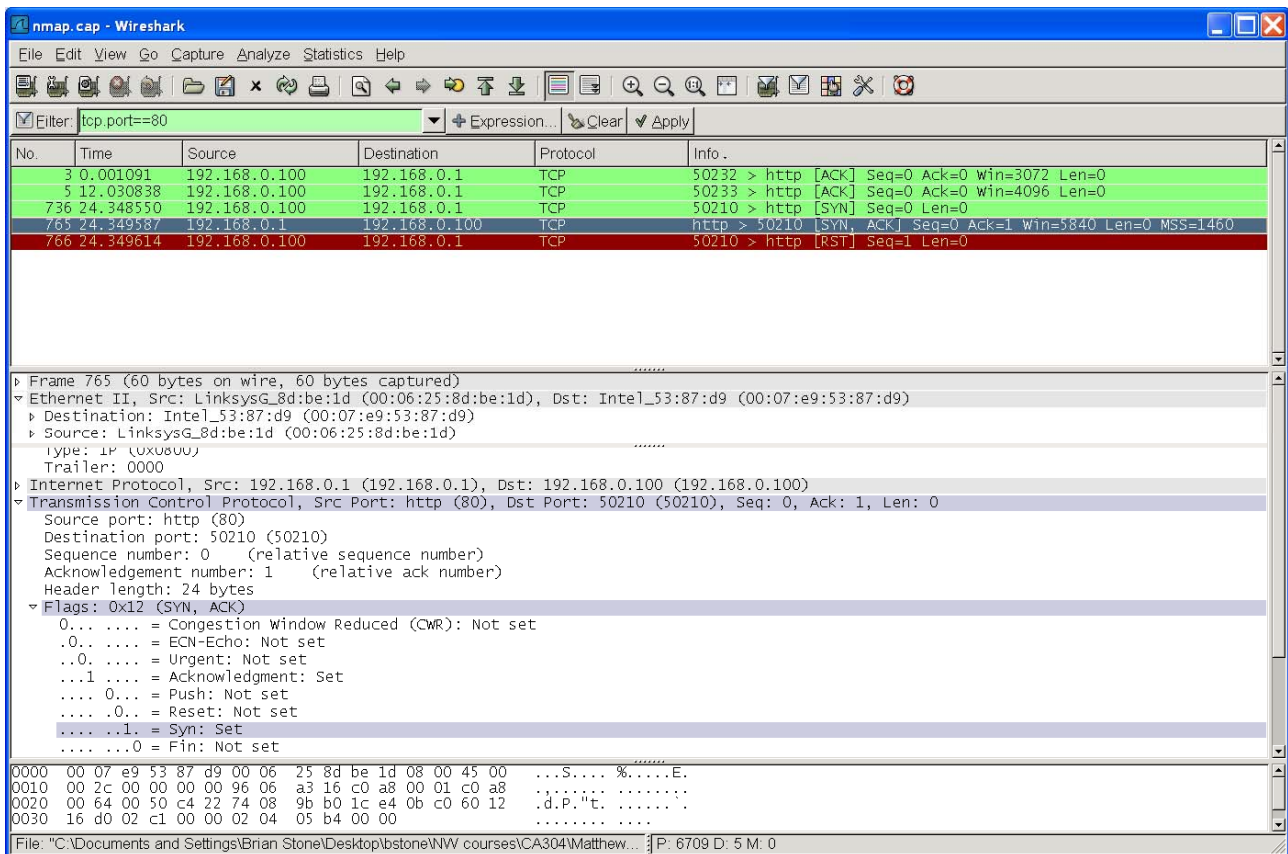 nmap.cap - Wireshark
File Edit View Go Capture Analyze Statistics Help
Filter: tcp.port==80 Expression... Clear Apply
No. Time Source Destination Protocol Info .
3 0.001091 192.168.0.100 192.168.0.1 TCP 50232 > http [ACK] Seq=0 Ack=0 Win=3072 Len=0
5 12.030838 192.168.0.100 192.168.0.1 TCP 50233 > http [ACK] Seq=0 Ack=0 Win=4096 Len=0
736 24.348550 192.168.0.100 192.168.0.1 TCP 50210 > http [SYN] Seq=0 Len=0
765 24.349587 192.168.0.1 192.168.0.100 TCP http > 50210 [SYN, ACK] Seq=0 Ack=1 Win=5840 Len=0 MSS=1460
766 24.349614 192.168.0.100 192.168.0.1 TCP 50210 > http [RST] Seq=1 Len=0
Frame 765 (60 bytes on wire, 60 bytes captured)
Ethernet II, Src: LinksysG_8d:be:1d (00:06:25:8d:be:1d), Dst: Intel_53:87:d9 (00:07:e9:53:87:d9)
Destination: Intel_53:87:d9 (00:07:e9:53:87:d9)
Source: LinksysG_8d:be:1d (00:06:25:8d:be:1d)
Type: IP (0x0800)
Trailer: 0000
Internet Protocol, Src: 192.168.0.1 (192.168.0.1), Dst: 192.168.0.100 (192.168.0.100)
Transmission Control Protocol, Src Port: http (80), Dst Port: 50210 (50210), Seq: 0, Ack: 1, Len: 0
Source port: http (80)
Destination port: 50210 (50210)
Sequence number: 0 (relative sequence number)
Acknowledgement number: 1 (relative ack number)
Header length: 24 bytes
Flags: 0x12 (SYN, ACK)
0... .... = Congestion Window Reduced (CWR): Not set
.0.. .... = ECN-Echo: Not set
..0. .... = Urgent: Not set
...1 .... = Acknowledgment: Set
.... 0... = Push: Not set
.... .0.. = Reset: Not set
.... ..1. = Syn: Set
.... ...0 = Fin: Not set
0000 00 07 e9 53 87 d9 00 06 25 8d be 1d 08 00 45 00 ...S.... %.....E.
0010 00 2c 00 00 00 00 96 06 a3 16 c0 a8 00 01 c0 a8 .,...... ........
0020 00 64 00 50 c4 22 74 08 9b b0 1c e4 0b c0 60 12 .d.P."t. ......`.
0030 16 d0 02 c1 00 00 02 04 05 b4 00 00 ........ ....
File: "C:\Documents and Settings\Brian Stone\Desktop\bstone\NW courses\CA304\Matthew... P: 6709 D: 5 M: 0